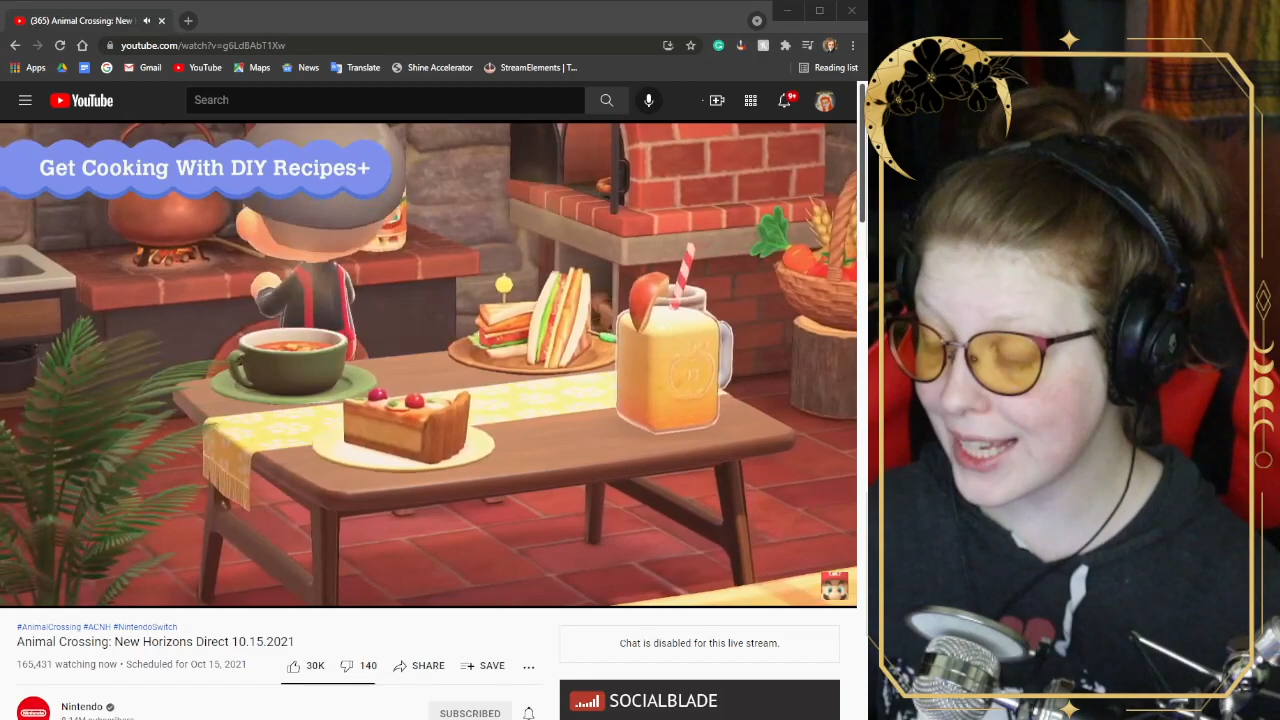 (365) Animal Crossing: New
youtube.com/watch?v=g6LdBAbT1Xw
Apps
Gmail
YouTube
Maps
News
Translate
Shine Accelerator
StreamElements | T...
Reading list
YouTube
Search
9+
Get Cooking With DIY Recipes+
#AnimalCrossing #ACNH #NintendoSwitch
Animal Crossing: New Horizons Direct 10.15.2021
165,431 watching now • Scheduled for Oct 15, 2021
30K
140
SHARE
SAVE
Chat is disabled for this live stream.
Nintendo
SUBSCRIBED
SOCIALBLADE